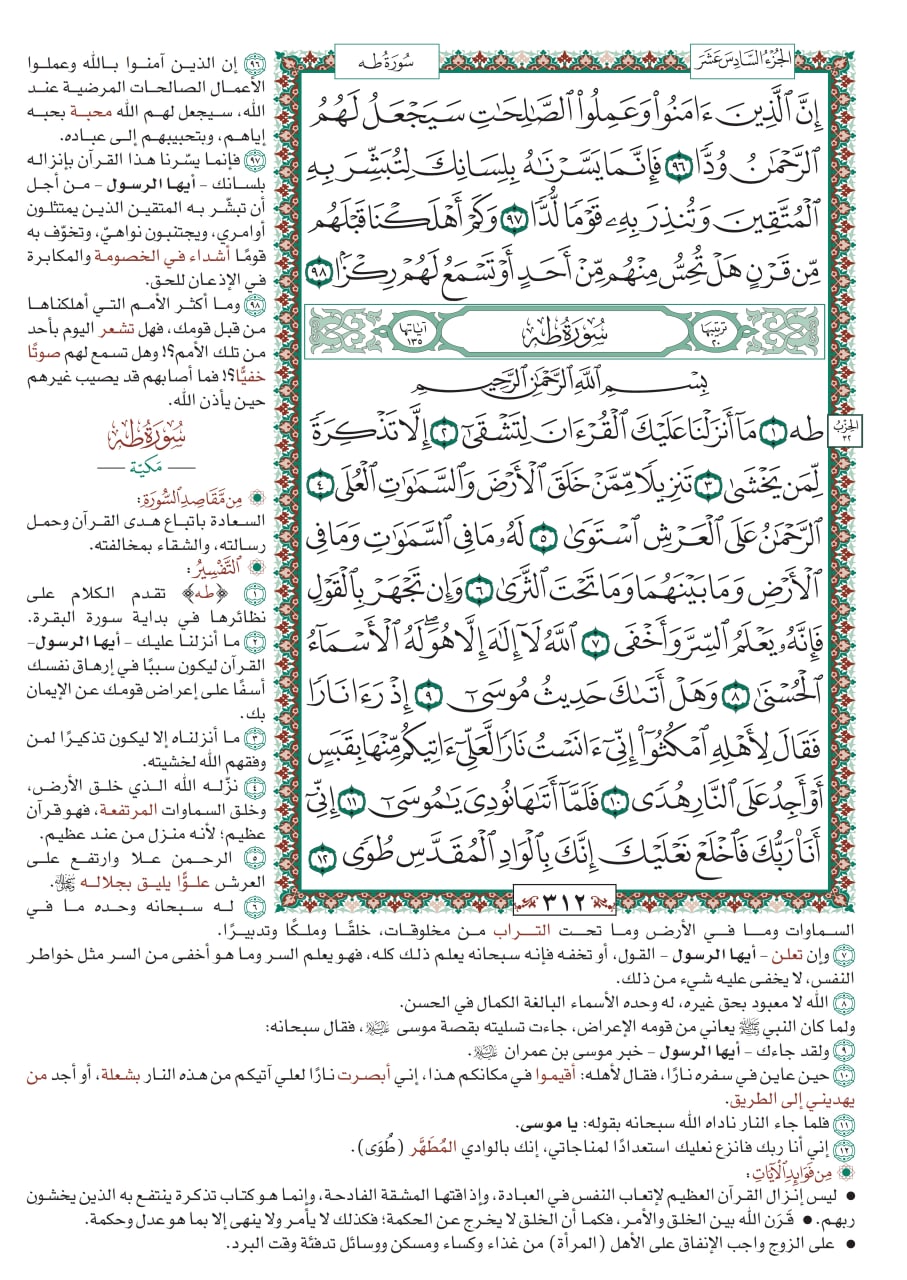 الجزء السادس عشر
سورة طه
إِنَّ ٱلَّذِينَ ءَامَنُوا۟ وَعَمِلُوا۟ ٱلصَّٰلِحَٰتِ سَيَجْعَلُ لَهُمُ
ٱلرَّحْمَٰنُ وُدًّا ٩٦ فَإِنَّمَا يَسَّرْنَٰهُ بِلِسَانِكَ لِتُبَشِّرَ بِهِ
ٱلْمُتَّقِينَ وَتُنذِرَ بِهِۦ قَوْمًا لُّدًّا ٩٧ وَكَمْ أَهْلَكْنَا قَبْلَهُم
مِّن قَرْنٍ هَلْ تُحِسُّ مِنْهُم مِّنْ أَحَدٍ أَوْ تَسْمَعُ لَهُمْ رِكْزًۢا ٩٨
ترتيبها ٢٠ سورة طه آياتها ١٣٥
بِسْمِ ٱللَّهِ ٱلرَّحْمَٰنِ ٱلرَّحِيمِ
الحزب ٣٢
طه ١ مَآ أَنزَلْنَا عَلَيْكَ ٱلْقُرْءَانَ لِتَشْقَىٰٓ ٢ إِلَّا تَذْكِرَةً
لِّمَن يَخْشَىٰ ٣ تَنزِيلًا مِّمَّنْ خَلَقَ ٱلْأَرْضَ وَٱلسَّمَٰوَٰتِ ٱلْعُلَى ٤
ٱلرَّحْمَٰنُ عَلَى ٱلْعَرْشِ ٱسْتَوَىٰ ٥ لَهُۥ مَا فِى ٱلسَّمَٰوَٰتِ وَمَا فِى
ٱلْأَرْضِ وَمَا بَيْنَهُمَا وَمَا تَحْتَ ٱلثَّرَىٰ ٦ وَإِن تَجْهَرْ بِٱلْقَوْلِ
فَإِنَّهُۥ يَعْلَمُ ٱلسِّرَّ وَأَخْفَى ٧ ٱللَّهُ لَآ إِلَٰهَ إِلَّا هُوَ ۖ لَهُ ٱلْأَسْمَآءُ
ٱلْحُسْنَىٰ ٨ وَهَلْ أَتَىٰكَ حَدِيثُ مُوسَىٰٓ ٩ إِذْ رَءَا نَارًا
فَقَالَ لِأَهْلِهِ ٱمْكُثُوٓا۟ إِنِّىٓ ءَانَسْتُ نَارًا لَّعَلِّىٓ ءَاتِيكُم مِّنْهَا بِقَبَسٍ
أَوْ أَجِدُ عَلَى ٱلنَّارِ هُدًى ١٠ فَلَمَّآ أَتَىٰهَا نُودِىَ يَٰمُوسَىٰٓ ١١ إِنِّىٓ
أَنَا۠ رَبُّكَ فَٱخْلَعْ نَعْلَيْكَ إِنَّكَ بِٱلْوَادِ ٱلْمُقَدَّسِ طُوًى ١٢
٣١٢
٩٦ إن الذين آمنوا بالله وعملوا
الأعمال الصالحات المرضية عند
الله، سيجعل لهم الله محبة بحبه
إياهم، وبتحبيبهم إلى عباده.
٩٧ فإنما يسّرنا هذا القرآن بإنزاله
بلسانك - أيها الرسول - من أجل
أن تبشّر به المتقين الذين يمتثلون
أوامري، ويجتنبون نواهيّ، وتخوّف به
قومًا أشداء في الخصومة والمكابرة
في الإذعان للحق.
٩٨ وما أكثر الأمم التي أهلكناها
من قبل قومك، فهل تشعر اليوم بأحد
من تلك الأمم؟! وهل تسمع لهم صوتًا
خفيًّا؟! فما أصابهم قد يصيب غيرهم
حين يأذن الله.
سورة طه
— مكية —
من مقاصد السورة:
السعادة باتباع هدى القرآن وحمل
رسالته، والشقاء بمخالفته.
التفسير:
١ ﴿طه﴾ تقدم الكلام على
نظائرها في بداية سورة البقرة.
٢ ما أنزلنا عليك - أيها الرسول-
القرآن ليكون سببًا في إرهاق نفسك
أسفًا على إعراض قومك عن الإيمان
بك.
٣ ما أنزلناه إلا ليكون تذكيرًا لمن
وفقهم الله لخشيته.
٤ نزّله الله الذي خلق الأرض،
وخلق السماوات المرتفعة، فهو قرآن
عظيم؛ لأنه منزل من عند عظيم.
٥ الرحمن علا وارتفع على
العرش علوًّا يليق بجلاله ﷻ.
٦ له سبحانه وحده ما في
السماوات وما في الأرض وما تحت التراب من مخلوقات، خلقًا وملكًا وتدبيرًا.
٧ وإن تعلن - أيها الرسول - القول، أو تخفه فإنه سبحانه يعلم ذلك كله، فهو يعلم السر وما هو أخفى من السر مثل خواطر
النفس، لا يخفى عليه شيء من ذلك.
٨ الله لا معبود بحق غيره، له وحده الأسماء البالغة الكمال في الحسن.
ولما كان النبي ﷺ يعاني من قومه الإعراض، جاءت تسليته بقصة موسى عليه السلام، فقال سبحانه:
٩ ولقد جاءك - أيها الرسول - خبر موسى بن عمران عليه السلام.
١٠ حين عاين في سفره نارًا، فقال لأهله: أقيموا في مكانكم هذا، إني أبصرت نارًا لعلي آتيكم من هذه النار بشعلة، أو أجد من
يهديني إلى الطريق.
١١ فلما جاء النار ناداه الله سبحانه بقوله: يا موسى.
١٢ إني أنا ربك فانزع نعليك استعدادًا لمناجاتي، إنك بالوادي المُطَهَّر (طُوَى).
من فوائد الآيات:
• ليس إنزال القرآن العظيم لإتعاب النفس في العبادة، وإذاقتها المشقة الفادحة، وإنما هو كتاب تذكرة ينتفع به الذين يخشون
ربهم. • قَرَن الله بين الخلق والأمر، فكما أن الخلق لا يخرج عن الحكمة؛ فكذلك لا يأمر ولا ينهى إلا بما هو عدل وحكمة.
• على الزوج واجب الإنفاق على الأهل (المرأة) من غذاء وكساء ومسكن ووسائل تدفئة وقت البرد.